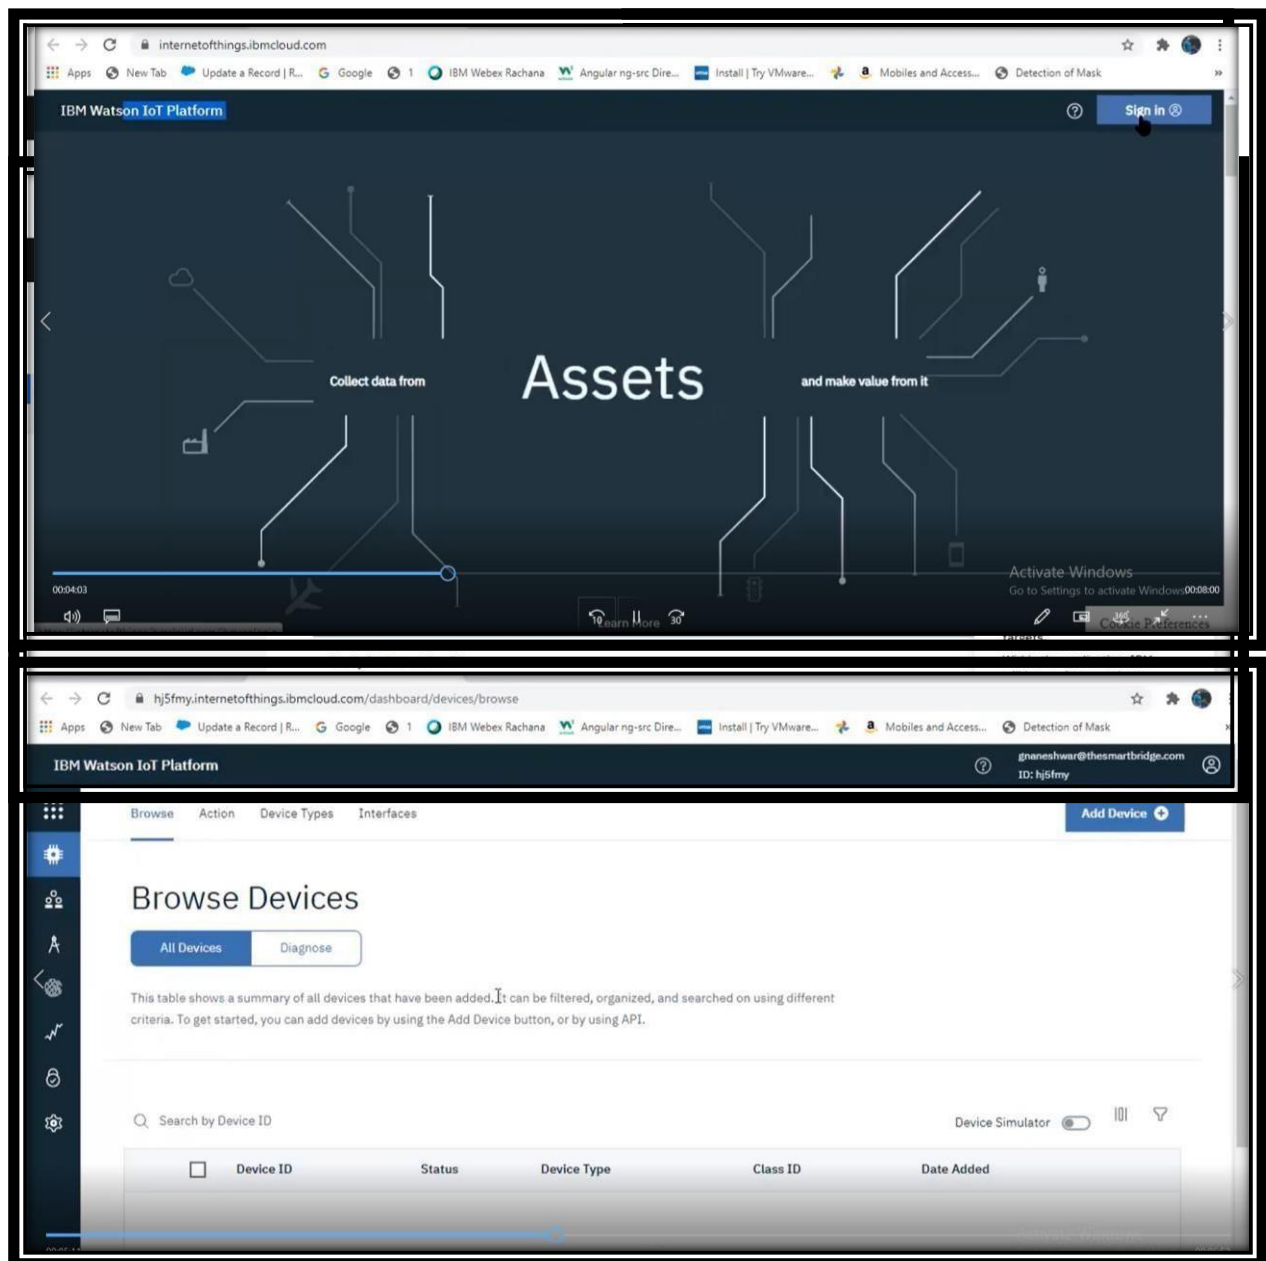 internetofthings.ibmcloud.com
Apps New Tab Update a Record | R... Google 1 IBM Webex Rachana Angular ng-src Dire... Install | Try VMware... Mobiles and Access... Detection of Mask »
IBM Watson IoT Platform Sign in
Collect data from Assets and make value from it
Activate Windows
Go to Settings to activate Windows
00:04:03 00:08:00
10 Learn More 30 360 Cookie Preferences
hj5fmy.internetofthings.ibmcloud.com/dashboard/devices/browse
Apps New Tab Update a Record | R... Google 1 IBM Webex Rachana Angular ng-src Dire... Install | Try VMware... Mobiles and Access... Detection of Mask
IBM Watson IoT Platform gnaneshwar@thesmartbridge.com
ID: hj5fmy
Browse Action Device Types Interfaces Add Device
Browse Devices
All Devices Diagnose
This table shows a summary of all devices that have been added. It can be filtered, organized, and searched on using different
criteria. To get started, you can add devices by using the Add Device button, or by using API.
Search by Device ID Device Simulator
Device ID Status Device Type Class ID Date Added